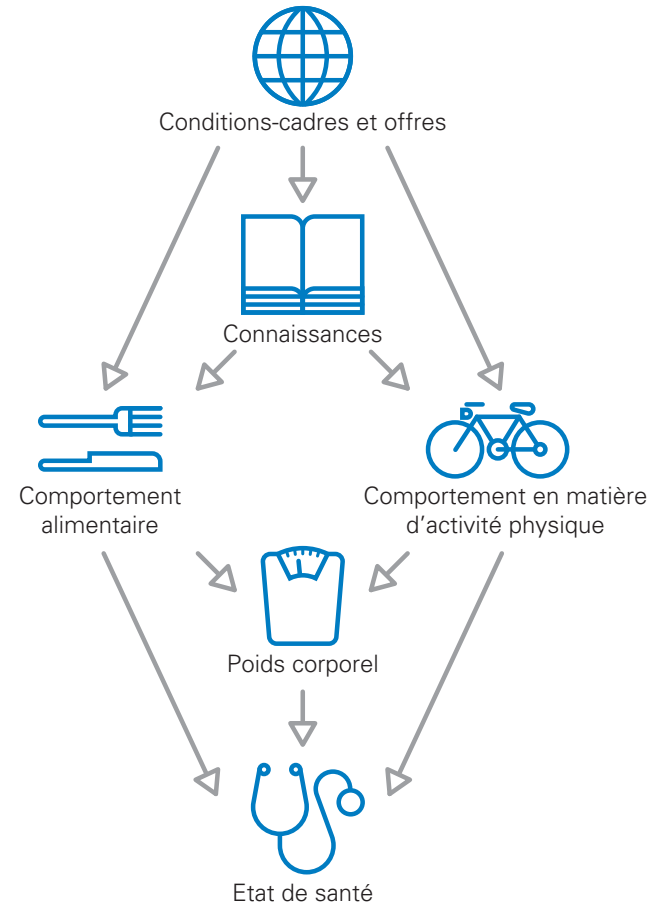 Conditions-cadres et offres
Connaissances
Comportement
alimentaire
Comportement en matière
d'activité physique
Poids corporel
Etat de santé